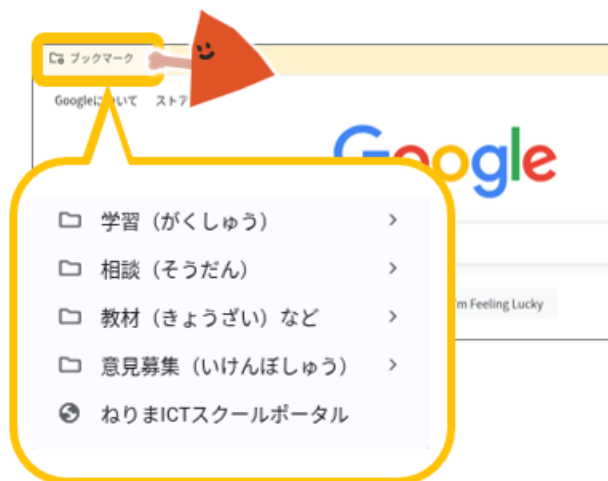 ブックマーク
Googleについて ストア
Google
学習（がくしゅう）
相談（そうだん）
教材（きょうざい）など
意見募集（いけんぼしゅう）
ねりまICTスクールポータル
m Feeling Lucky